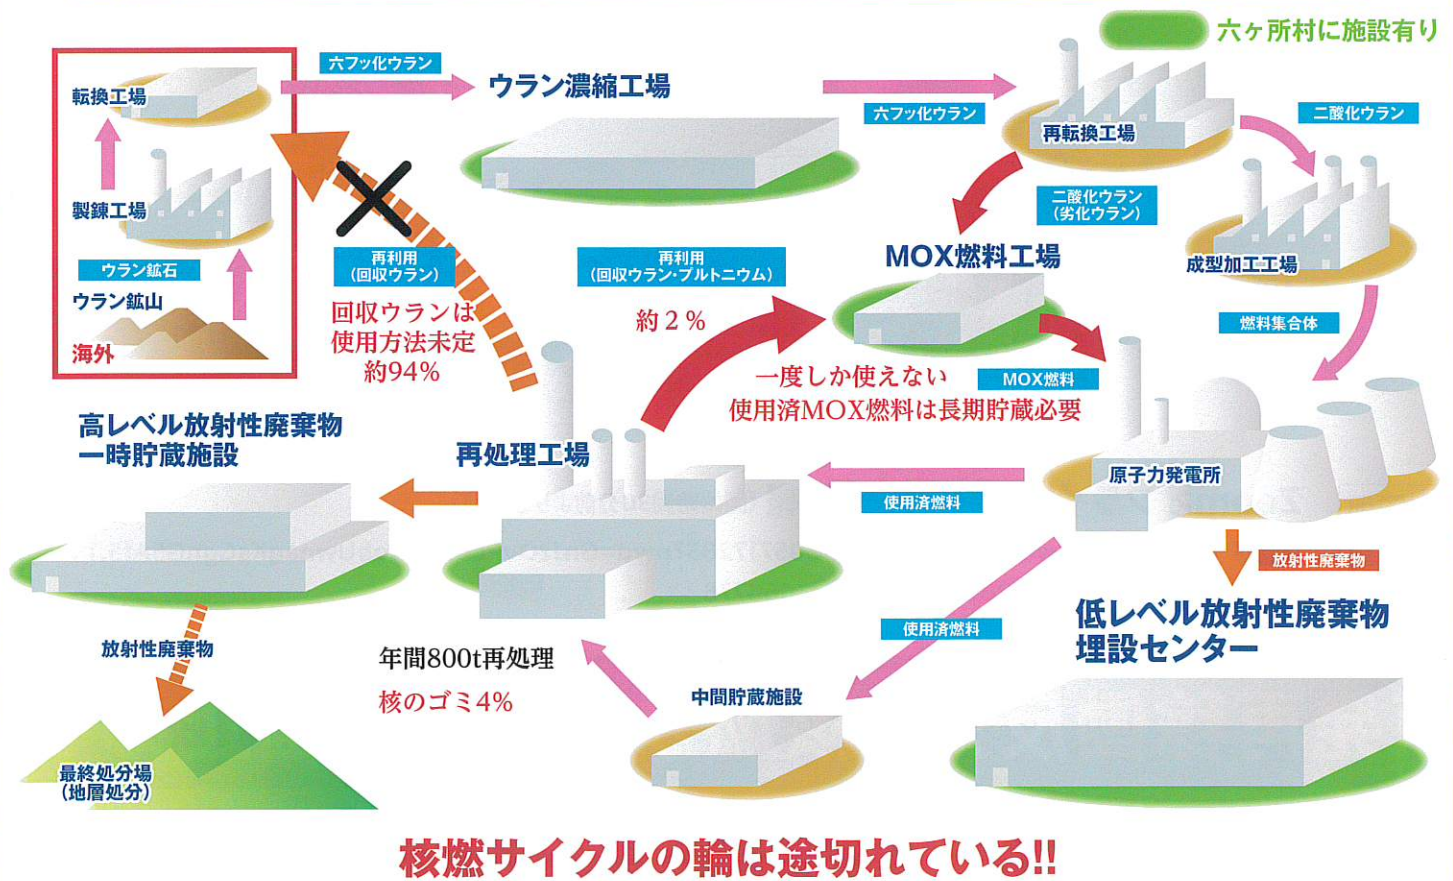 六ヶ所村に施設有り
転換工場
六フッ化ウラン
ウラン濃縮工場
六フッ化ウラン
再転換工場
二酸化ウラン
製錬工場
ウラン鉱石
ウラン鉱山
海外
再利用
(回収ウラン)
回収ウランは
使用方法未定
約94%
再利用
(回収ウラン・プルトニウム)
約２％
二酸化ウラン
(劣化ウラン)
MOX燃料工場
成型加工工場
燃料集合体
一度しか使えない
MOX燃料
使用済MOX燃料は長期貯蔵必要
高レベル放射性廃棄物
一時貯蔵施設
再処理工場
使用済燃料
原子力発電所
放射性廃棄物
使用済燃料
低レベル放射性廃棄物
埋設センター
放射性廃棄物
年間800t再処理
核のゴミ4%
中間貯蔵施設
最終処分場
(地層処分)
核燃サイクルの輪は途切れている!!